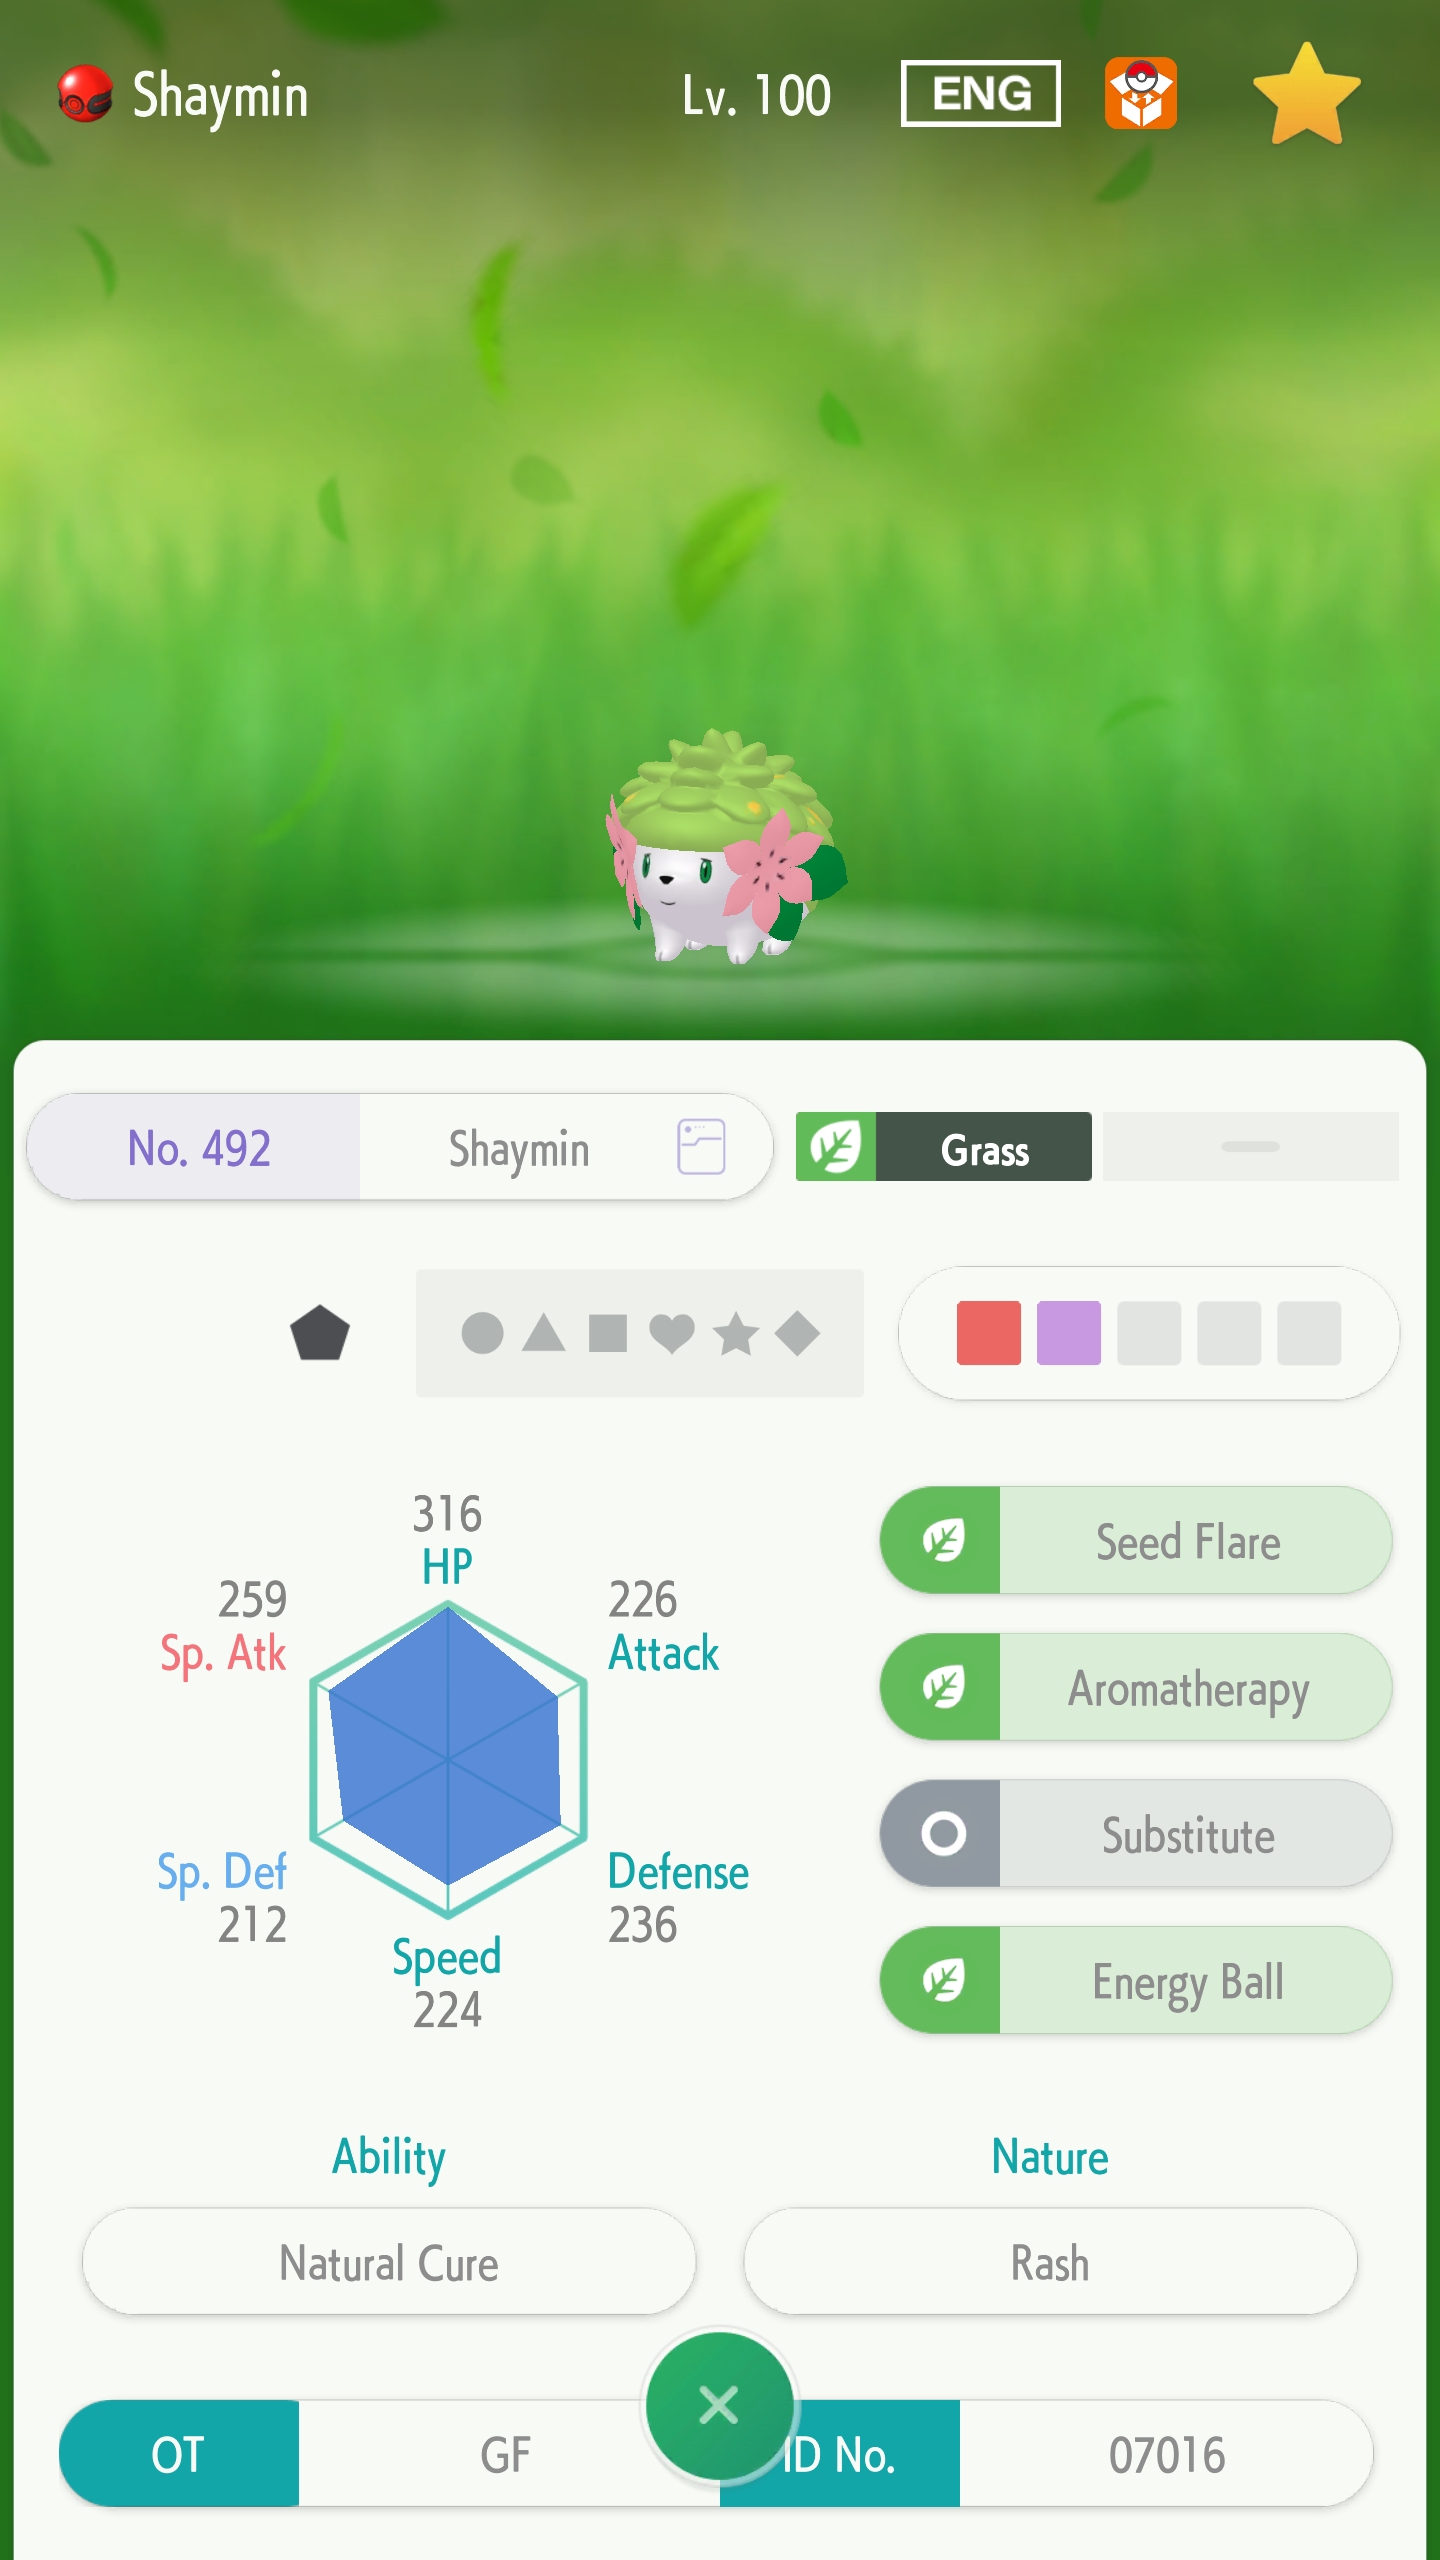 Shaymin Lv. 100 ENG
No. 492 Shaymin Grass
316
HP
259
Sp. Atk
226
Attack
Sp. Def
212
Defense
236
Speed
224
Seed Flare
Aromatherapy
Substitute
Energy Ball
Ability
Natural Cure
Nature
Rash
OT GF ID No. 07016